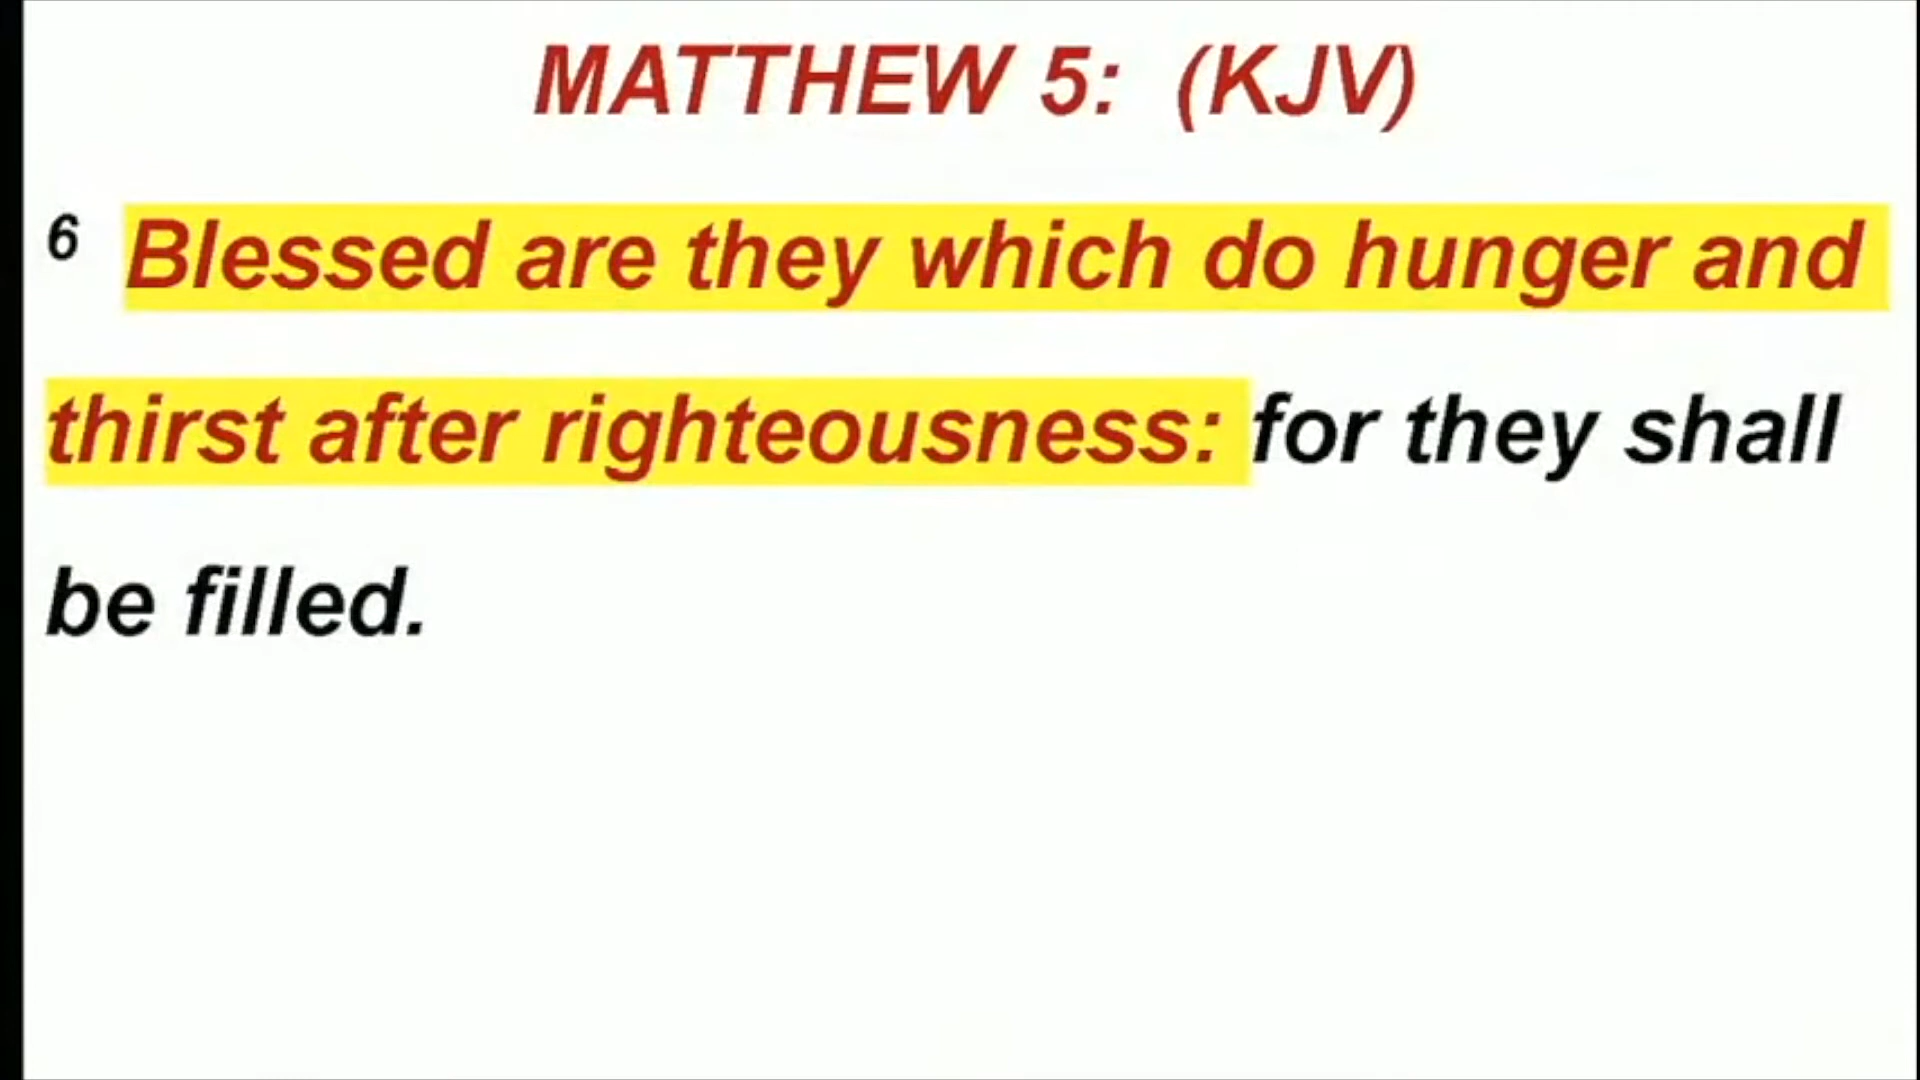 MATTHEW 5: (KJV)
6 Blessed are they which do hunger and
thirst after righteousness: for they shall
be filled.